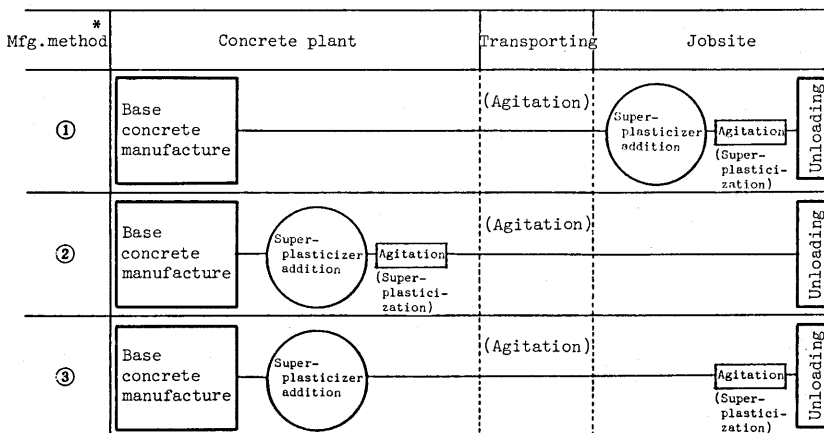 *
Mfg.method
Concrete plant
Transporting
Jobsite
①
Base
concrete
manufacture
(Agitation)
Super-
plasticizer
addition
Agitation
(Super-
plastici-
zation)
Unloading
②
Base
concrete
manufacture
Super-
plasticizer
addition
Agitation
(Super-
plastici-
zation)
(Agitation)
Unloading
③
Base
concrete
manufacture
Super-
plasticizer
addition
(Agitation)
Agitation
(Super-
plastici-
zation)
Unloading